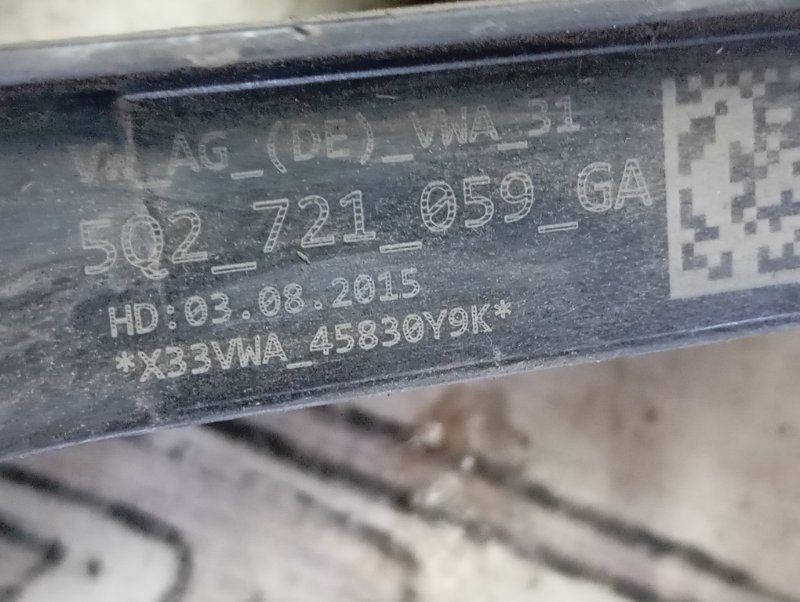 VW_AG_(DE)_VWA_31
5Q2_721_059_GA
HD:03.08.2015
*X33VWA_45830Y9K*